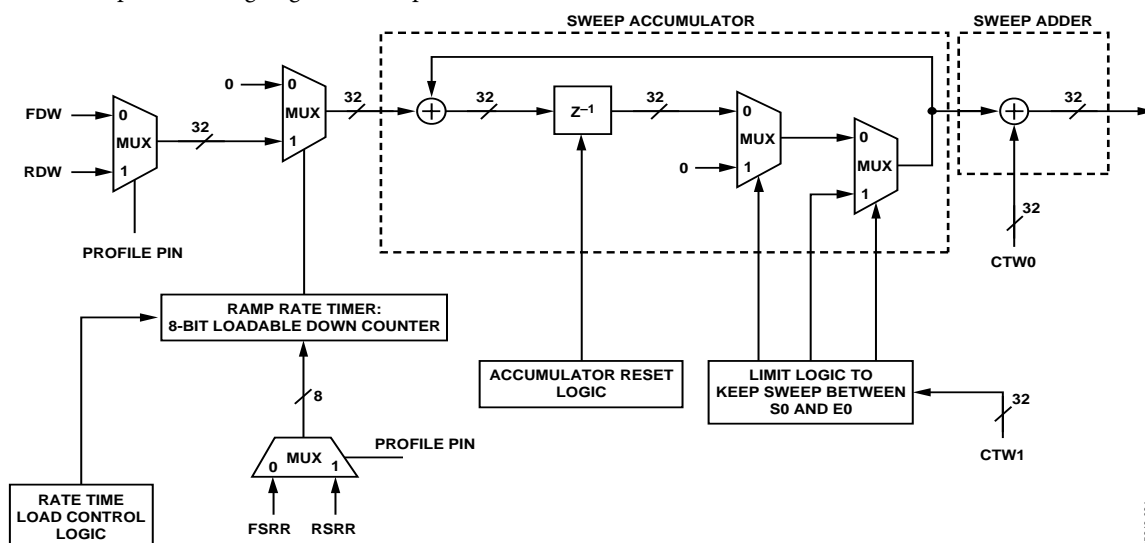 SWEEP ACCUMULATOR
SWEEP ADDER
FDW
RDW
0
1
MUX
32
PROFILE PIN
0
0
MUX
1
32
32
Z–1
32
0
MUX
1
0
0
MUX
1
32
32
CTW0
RAMP RATE TIMER:
8-BIT LOADABLE DOWN COUNTER
8
ACCUMULATOR RESET
LOGIC
LIMIT LOGIC TO
KEEP SWEEP BETWEEN
S0 AND E0
32
CTW1
MUX
0
1
PROFILE PIN
FSRR
RSRR
RATE TIME
LOAD CONTROL
LOGIC